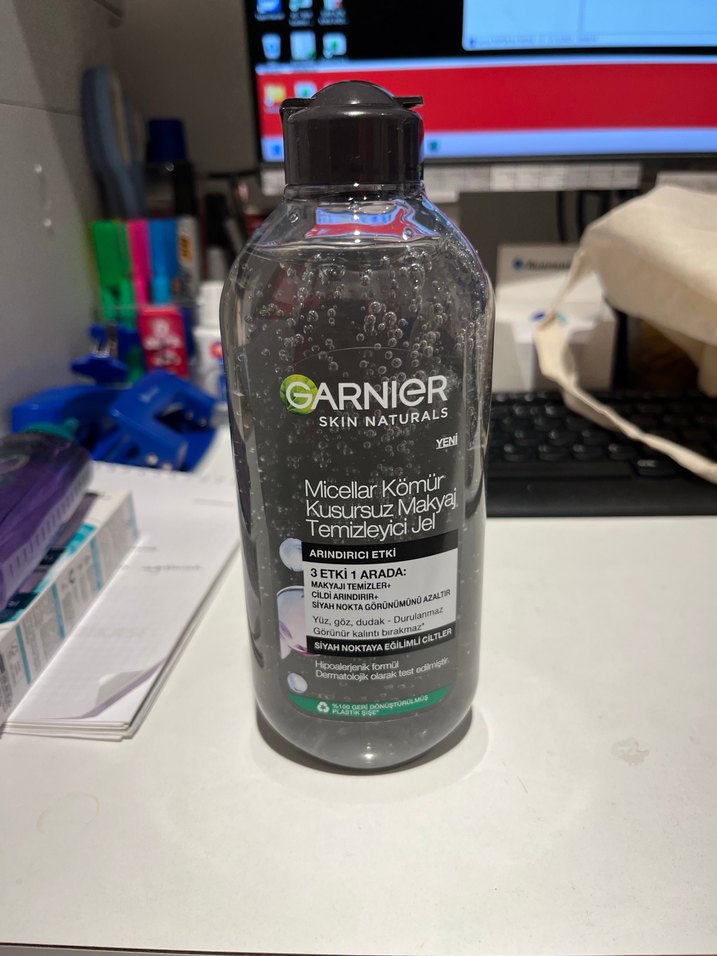 GARNIER
SKIN NATURALS
YENİ
Micellar Kömür
Kusursuz Makyaj
Temizleyici Jel
ARINDIRICI ETKİ
3 ETKİ 1 ARADA:
MAKYAJI TEMİZLER+
CİLDİ ARINDIRIR+
SİYAH NOKTA GÖRÜNÜMÜNÜ AZALTIR
Yüz, göz, dudak - Durulanmaz
Görünür kalıntı bırakmaz*
SİYAH NOKTAYA EĞİLİMLİ CİLTLER
Hipoalerjenik formül
Dermatolojik olarak test edilmiştir.
%100 GERİ DÖNÜŞTÜRÜLMÜŞ
PLASTİK ŞİŞE*